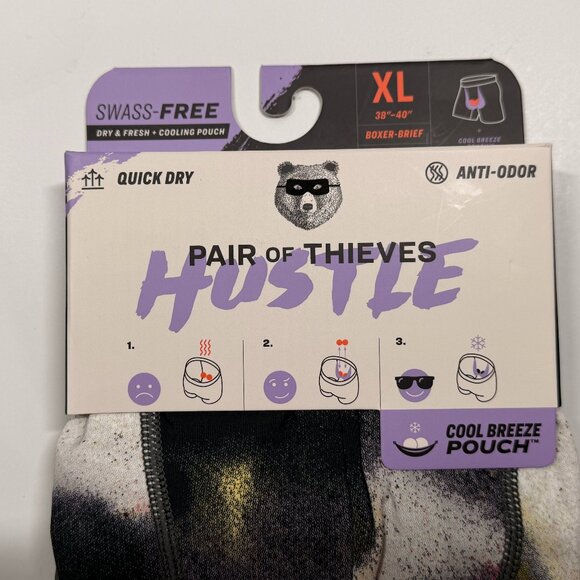 SWASS-FREE
DRY & FRESH + COOLING POUCH
XL
38"-40"
BOXER-BRIEF
+
COOL BREEZE
QUICK DRY
ANTI-ODOR
PAIR OF THIEVES
HUSTLE
1.
2.
3.
COOL BREEZE
POUCH™